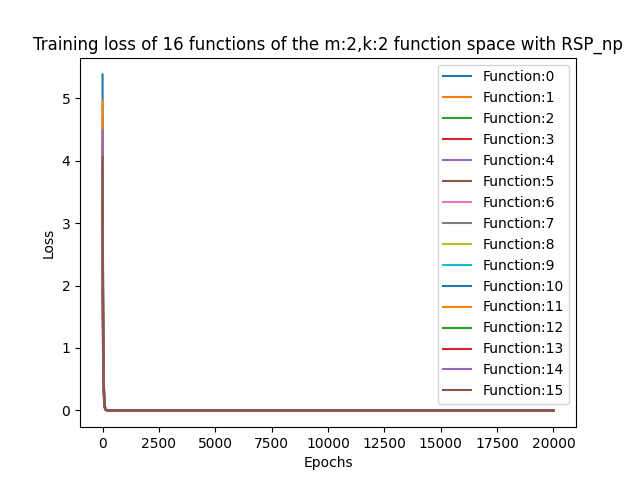 Training loss of 16 functions of the m:2,k:2 function space with RSP_np
Loss
5
4
3
2
1
0
0 2500 5000 7500 10000 12500 15000 17500 20000
Epochs
Function:0
Function:1
Function:2
Function:3
Function:4
Function:5
Function:6
Function:7
Function:8
Function:9
Function:10
Function:11
Function:12
Function:13
Function:14
Function:15